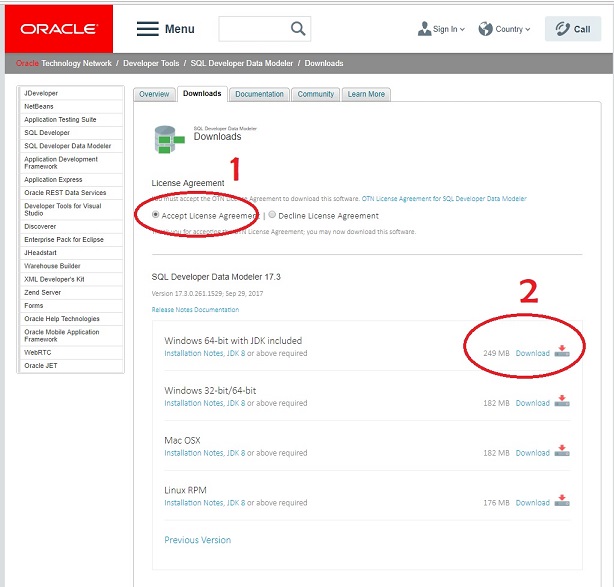 ORACLE
Menu
Sign In
Country
Call
Oracle Technology Network / Developer Tools / SQL Developer Data Modeler / Downloads
JDeveloper
NetBeans
Application Testing Suite
SQL Developer
SQL Developer Data Modeler
Application Development
Framework
Application Express
Oracle REST Data Services
Developer Tools for Visual
Studio
Discoverer
Enterprise Pack for Eclipse
JHeadstart
Warehouse Builder
XML Developer's Kit
Zend Server
Forms
Oracle Help Technologies
Oracle Mobile Application
Framework
WebRTC
Oracle JET
Overview
Downloads
Documentation
Community
Learn More
SQL Developer Data Modeler
Downloads
1
License Agreement
You must accept the OTN License Agreement to download this software. OTN License Agreement for SQL Developer Data Modeler
Accept License Agreement | Decline License Agreement
Thank you for accepting the OTN License Agreement; you may now download this software.
SQL Developer Data Modeler 17.3
Version 17.3.0.261.1529; Sep 29, 2017
2
Release Notes Documentation
Windows 64-bit with JDK included
Installation Notes, JDK 8 or above required
249 MB Download
Windows 32-bit/64-bit
Installation Notes, JDK 8 or above required
182 MB Download
Mac OSX
Installation Notes, JDK 8 or above required
182 MB Download
Linux RPM
Installation Notes, JDK 8 or above required
176 MB Download
Previous Version